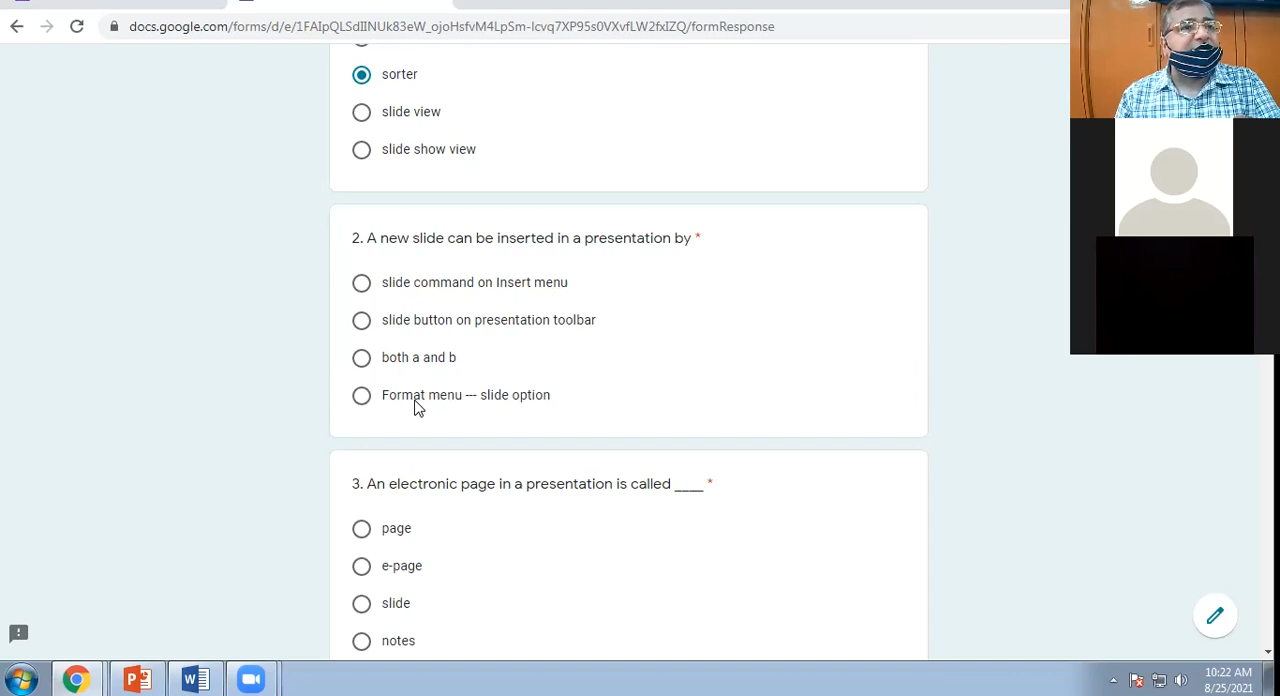 docs.google.com/forms/d/e/1FAIpQLSdIINUk83eW_ojoHsfvM4LpSm-lcvq7XP95s0VXvfLW2fxIZQ/formResponse
sorter
slide view
slide show view
2. A new slide can be inserted in a presentation by *
slide command on Insert menu
slide button on presentation toolbar
both a and b
Format menu --- slide option
3. An electronic page in a presentation is called ____ *
page
e-page
slide
notes
10:22 AM
8/25/2021